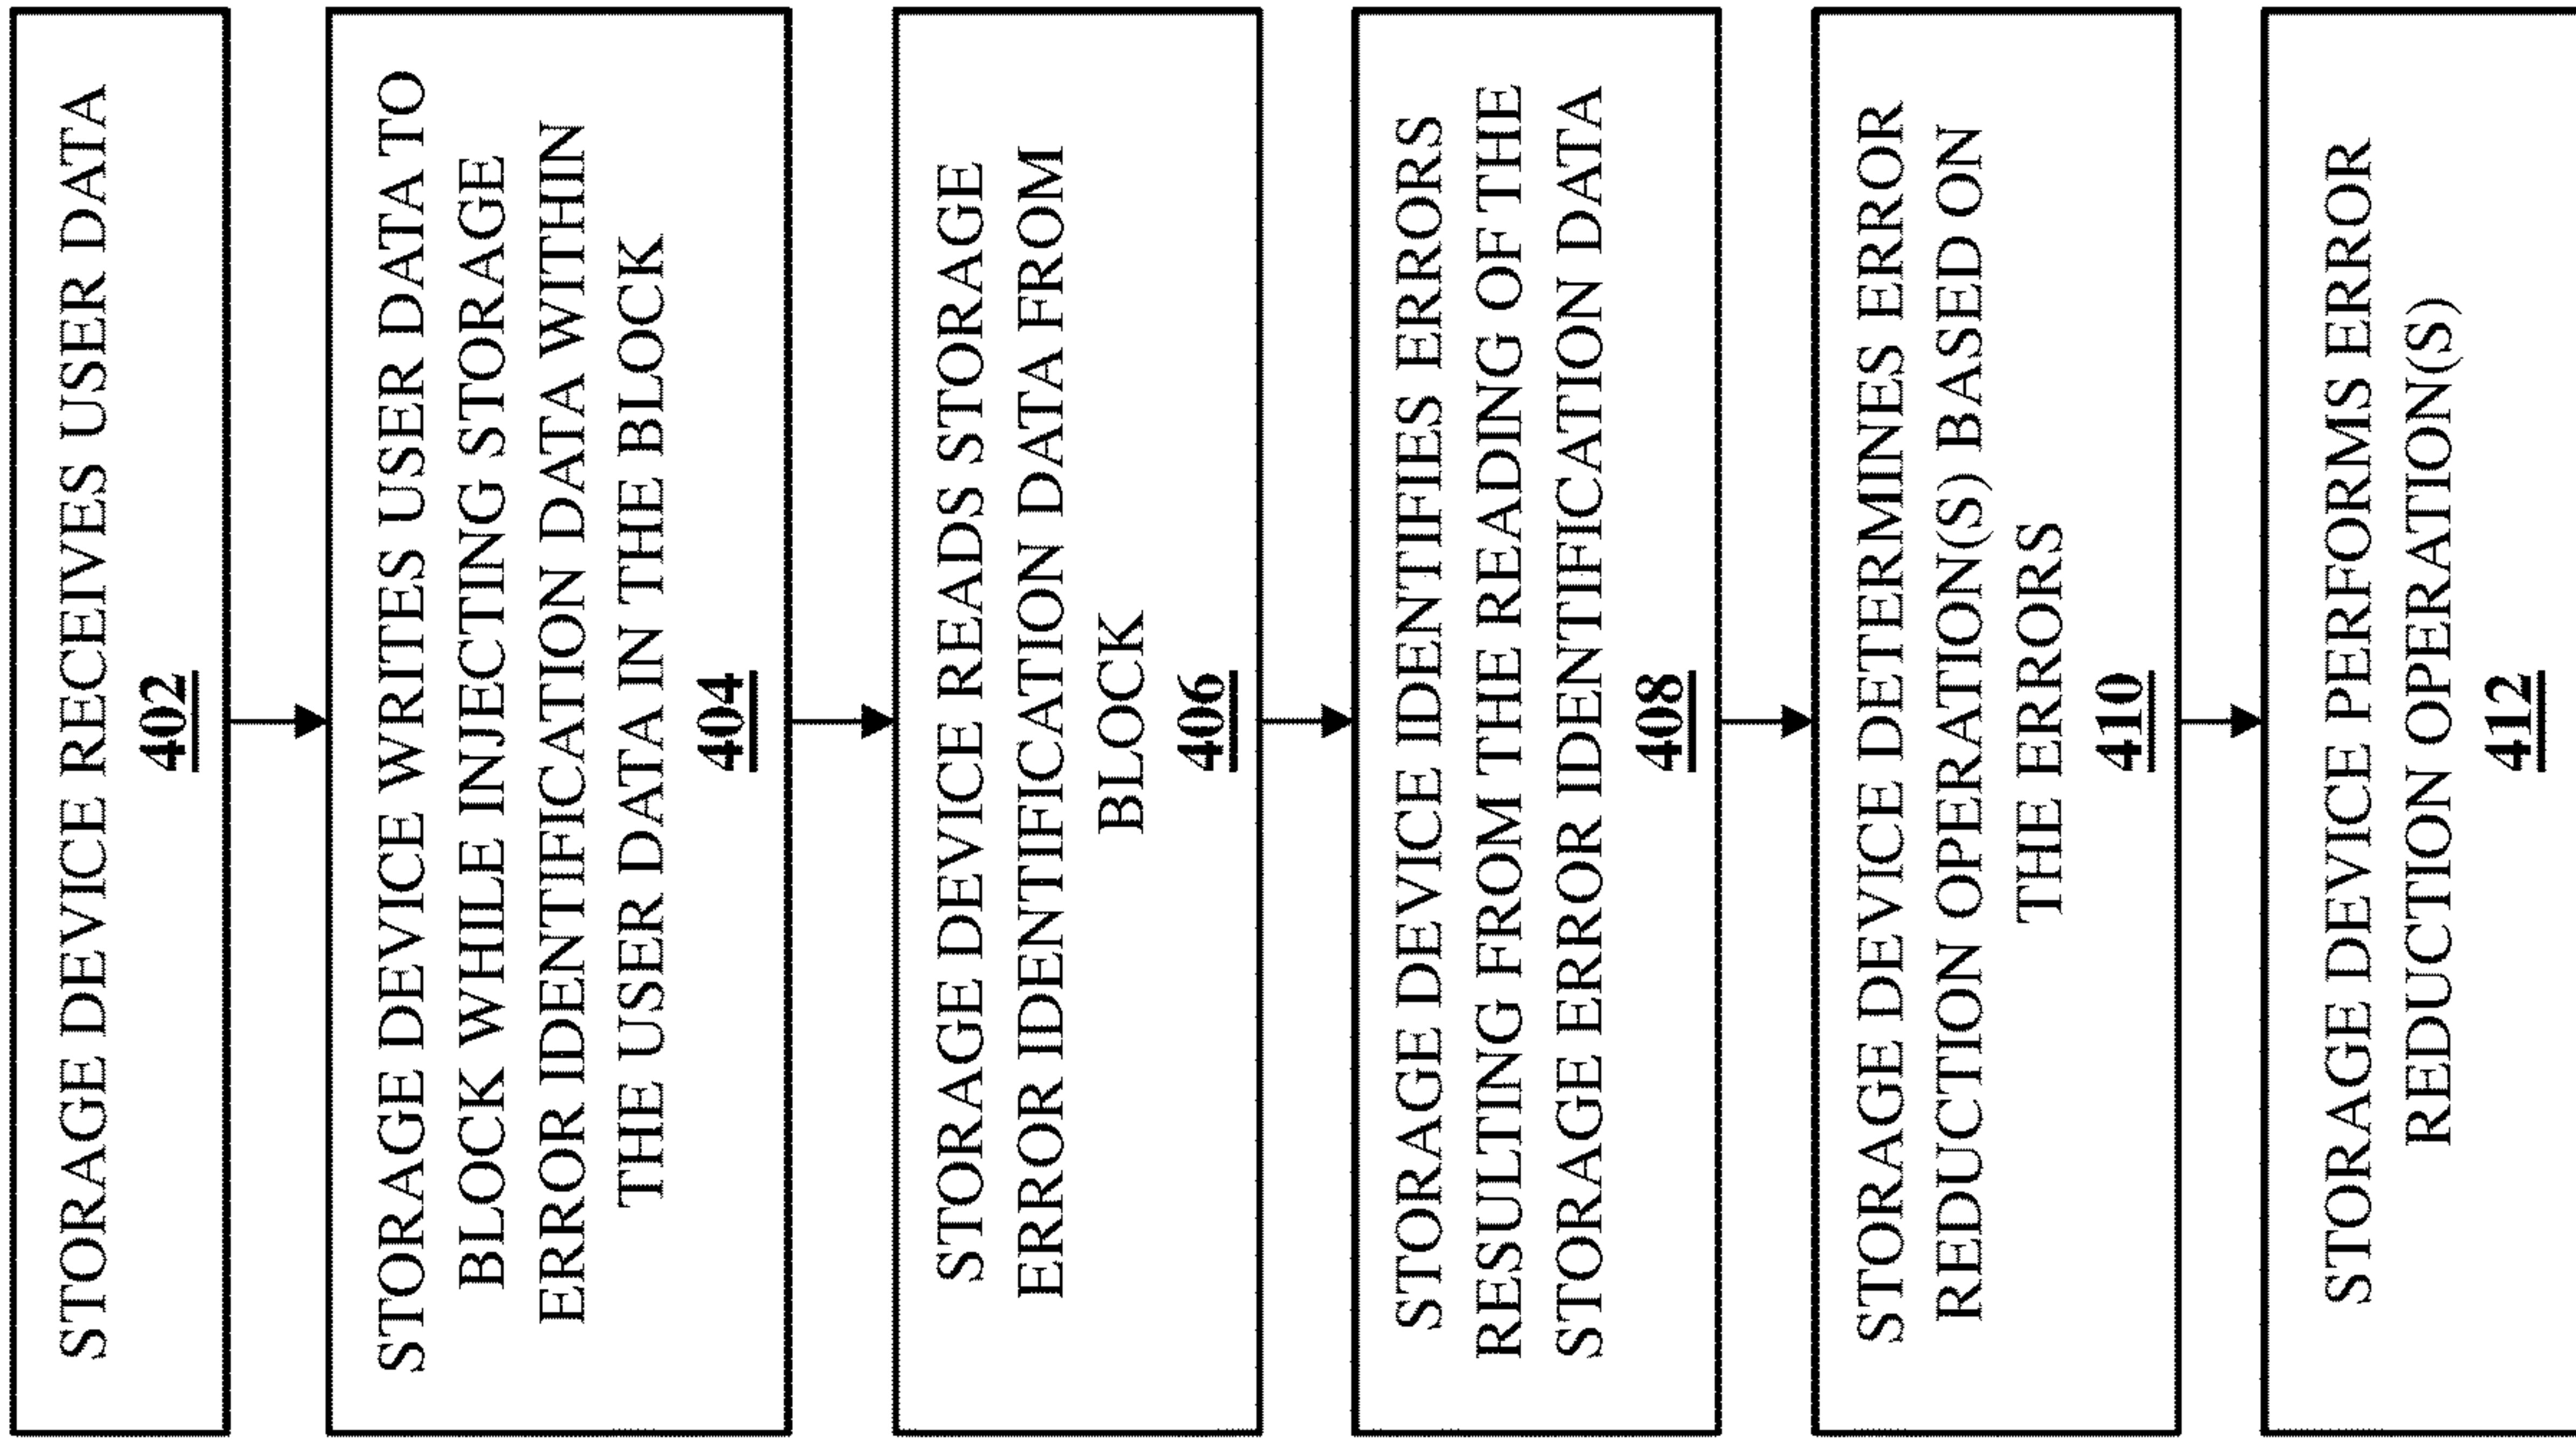 STORAGE DEVICE RECEIVES USER DATA
402
STORAGE DEVICE WRITES USER DATA TO
BLOCK WHILE INJECTING STORAGE
ERROR IDENTIFICATION DATA WITHIN
THE USER DATA IN THE BLOCK
404
STORAGE DEVICE READS STORAGE
ERROR IDENTIFICATION DATA FROM
BLOCK
406
STORAGE DEVICE IDENTIFIES ERRORS
RESULTING FROM THE READING OF THE
STORAGE ERROR IDENTIFICATION DATA
408
STORAGE DEVICE DETERMINES ERROR
REDUCTION OPERATION(S) BASED ON
THE ERRORS
410
STORAGE DEVICE PERFORMS ERROR
REDUCTION OPERATION(S)
412